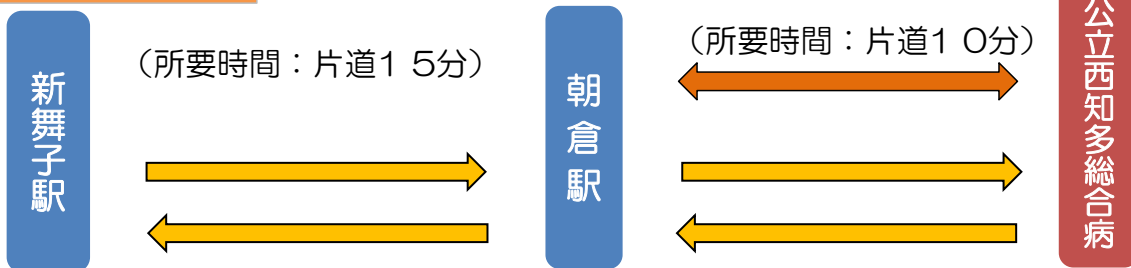 新舞子駅
（所要時間：片道１５分）
朝倉駅
（所要時間：片道１０分）
公立西知多総合病